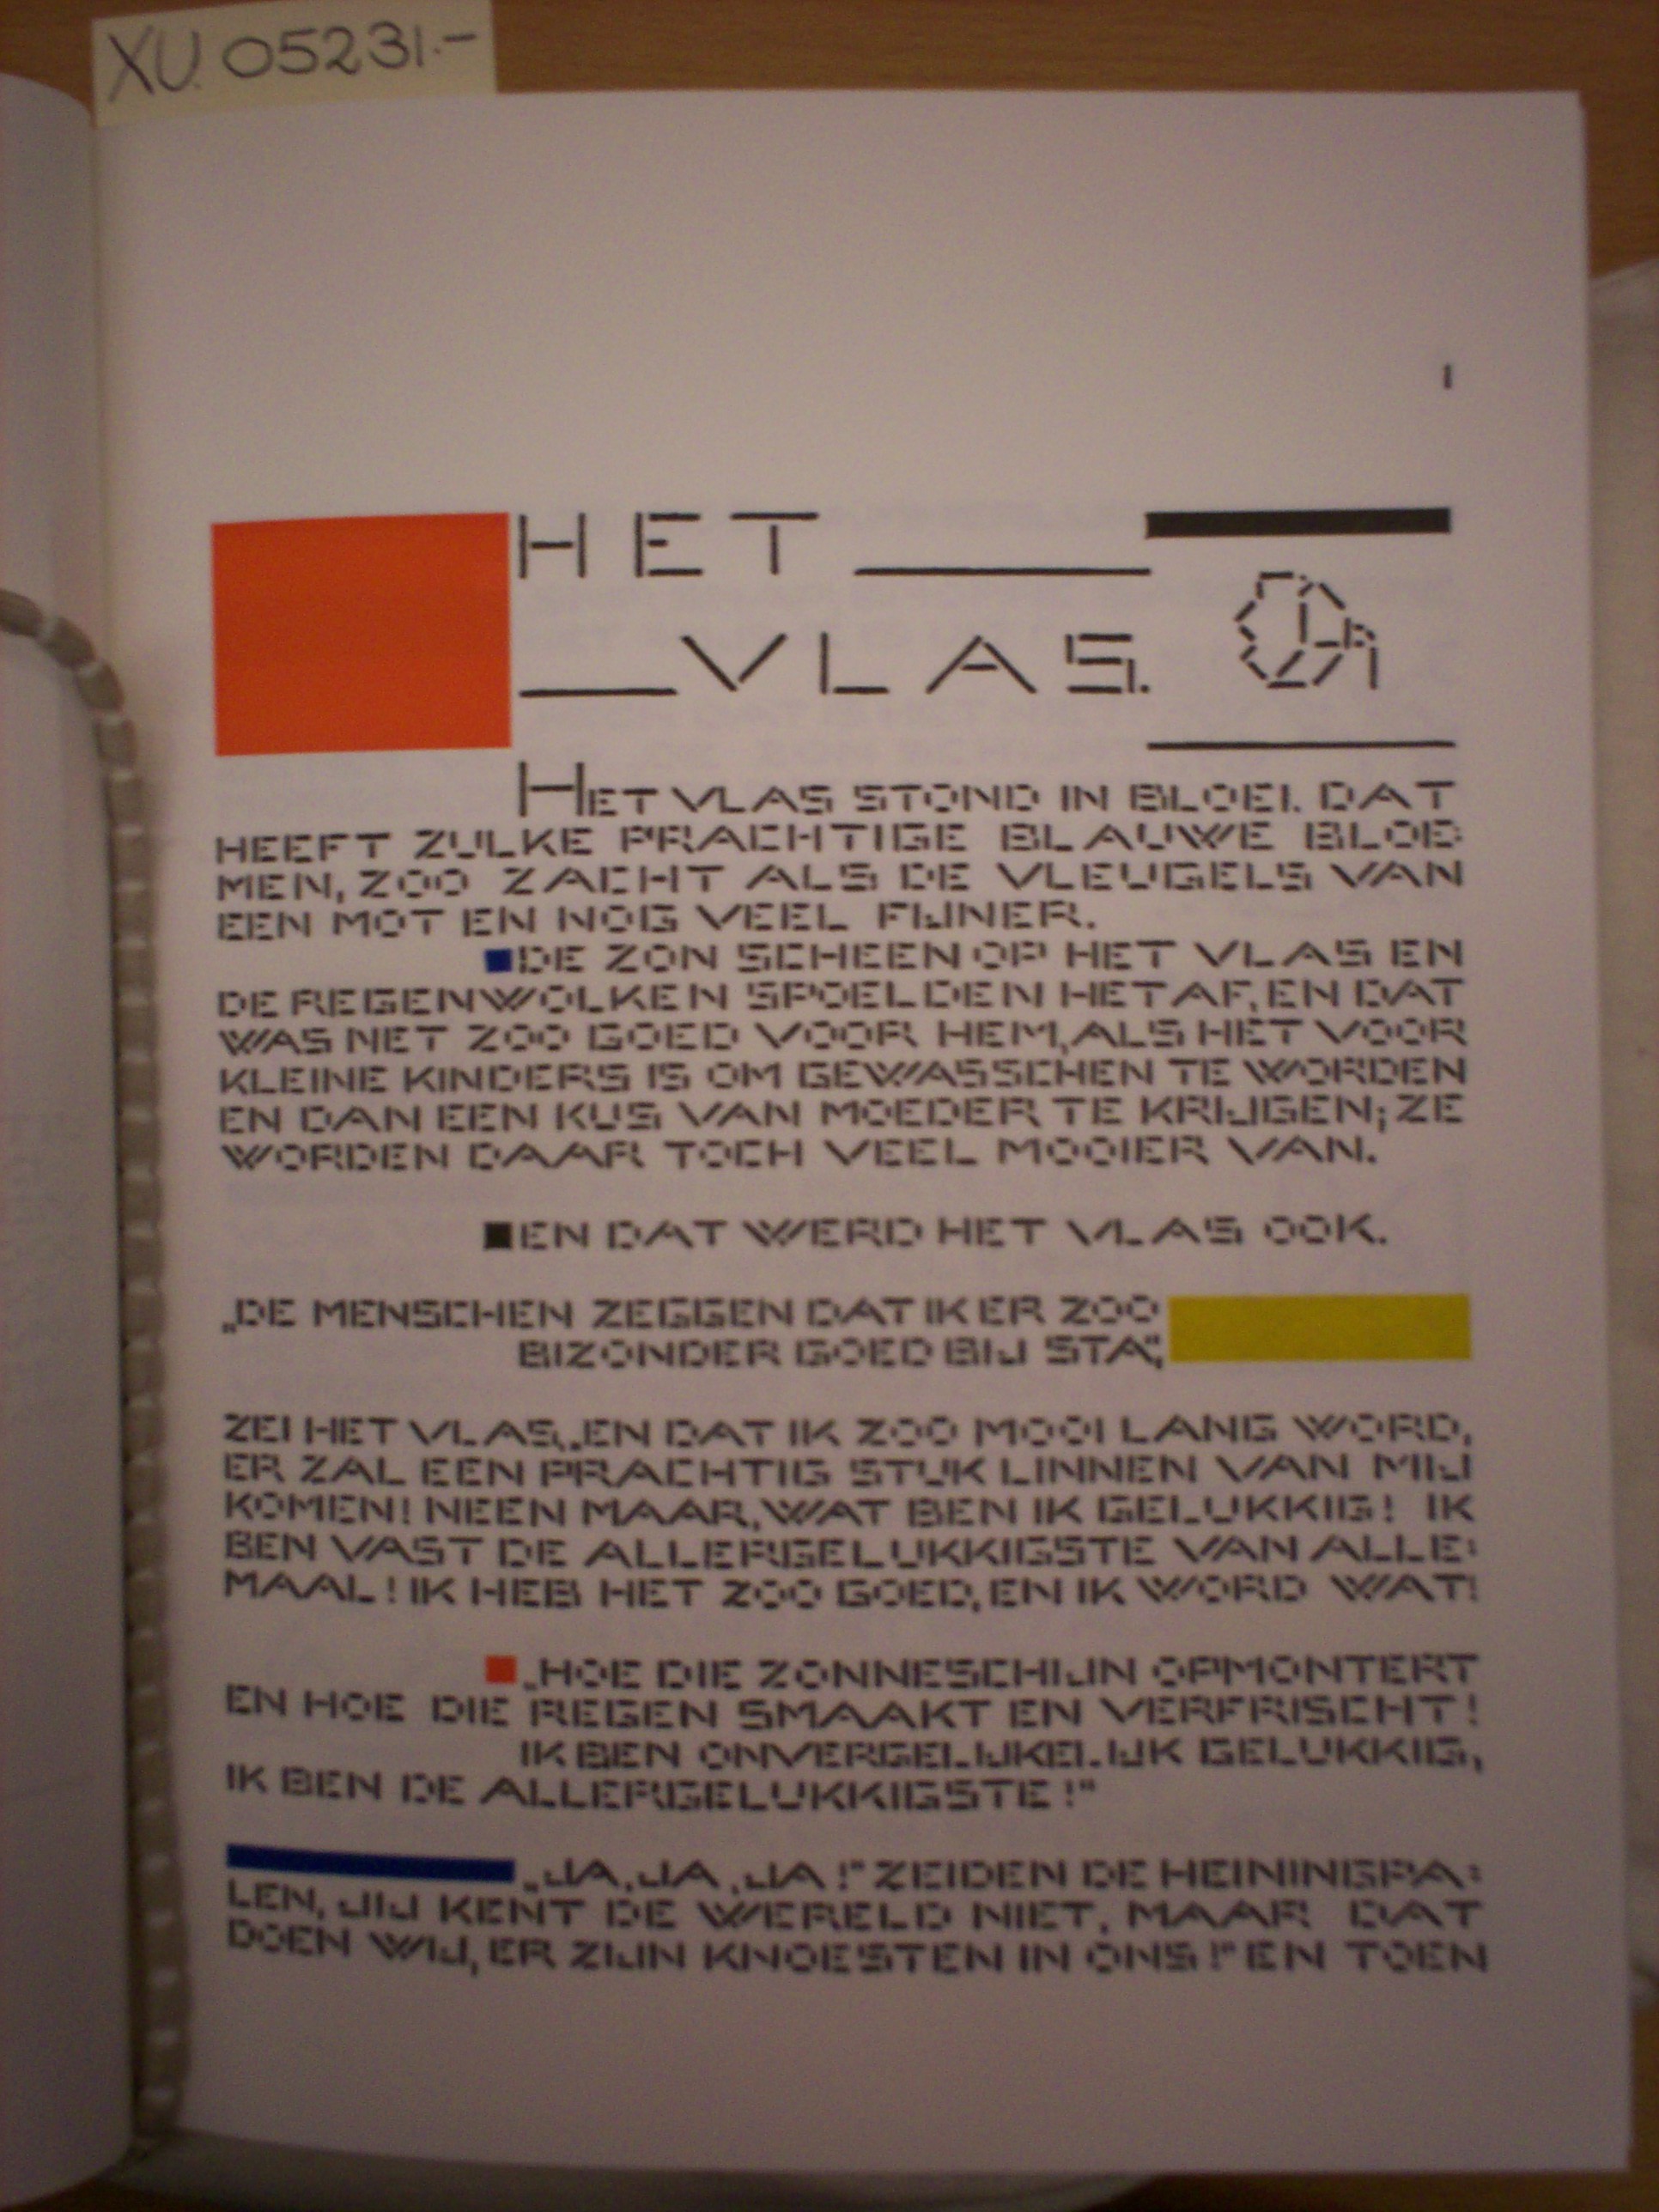 XU. 05231.-
1
HET
VLAS.
HET VLAS STOND IN BLOEI. DAT
HEEFT ZULKE PRACHTIGE BLAUWE BLOE-
MEN, ZOO ZACHT ALS DE VLEUGELS VAN
EEN MOT EN NOG VEEL FIJNER.
DE ZON SCHEEN OP HET VLAS EN
DE REGENWOLKEN SPOELDEN HET AF, EN DAT
WAS NET ZOO GOED VOOR HEM, ALS HET VOOR
KLEINE KINDERS IS OM GEWASSCHEN TE WORDEN
EN DAN EEN KUS VAN MOEDER TE KRIJGEN; ZE
WORDEN DAAR TOCH VEEL MOOIER VAN.
EN DAT WERD HET VLAS OOK.
„DE MENSCHEN ZEGGEN DAT IK ER ZOO
BIZONDER GOED BIJ STA”,
ZEI HET VLAS, „EN DAT IK ZOO MOOI LANG WORD,
ER ZAL EEN PRACHTIG STUK LINNEN VAN MIJ
KOMEN! NEEN MAAR, WAT BEN IK GELUKKIG! IK
BEN VAST DE ALLERGELUKKIGSTE VAN ALLE:
MAAL! IK HEB HET ZOO GOED, EN IK WORD WAT!
„HOE DIE ZONNESCHIJN OPMONTERT
EN HOE DIE REGEN SMAAKT EN VERFRISCHT!
IK BEN ONVERGELIJKELIJK GELUKKIG,
IK BEN DE ALLERGELUKKIGSTE!”
„JA, JA, JA!” ZEIDEN DE HEININGPA:
LEN, JIJ KENT DE WERELD NIET, MAAR DAT
DOEN WIJ, ER ZIJN KNOESTEN IN ONS!” EN TOEN